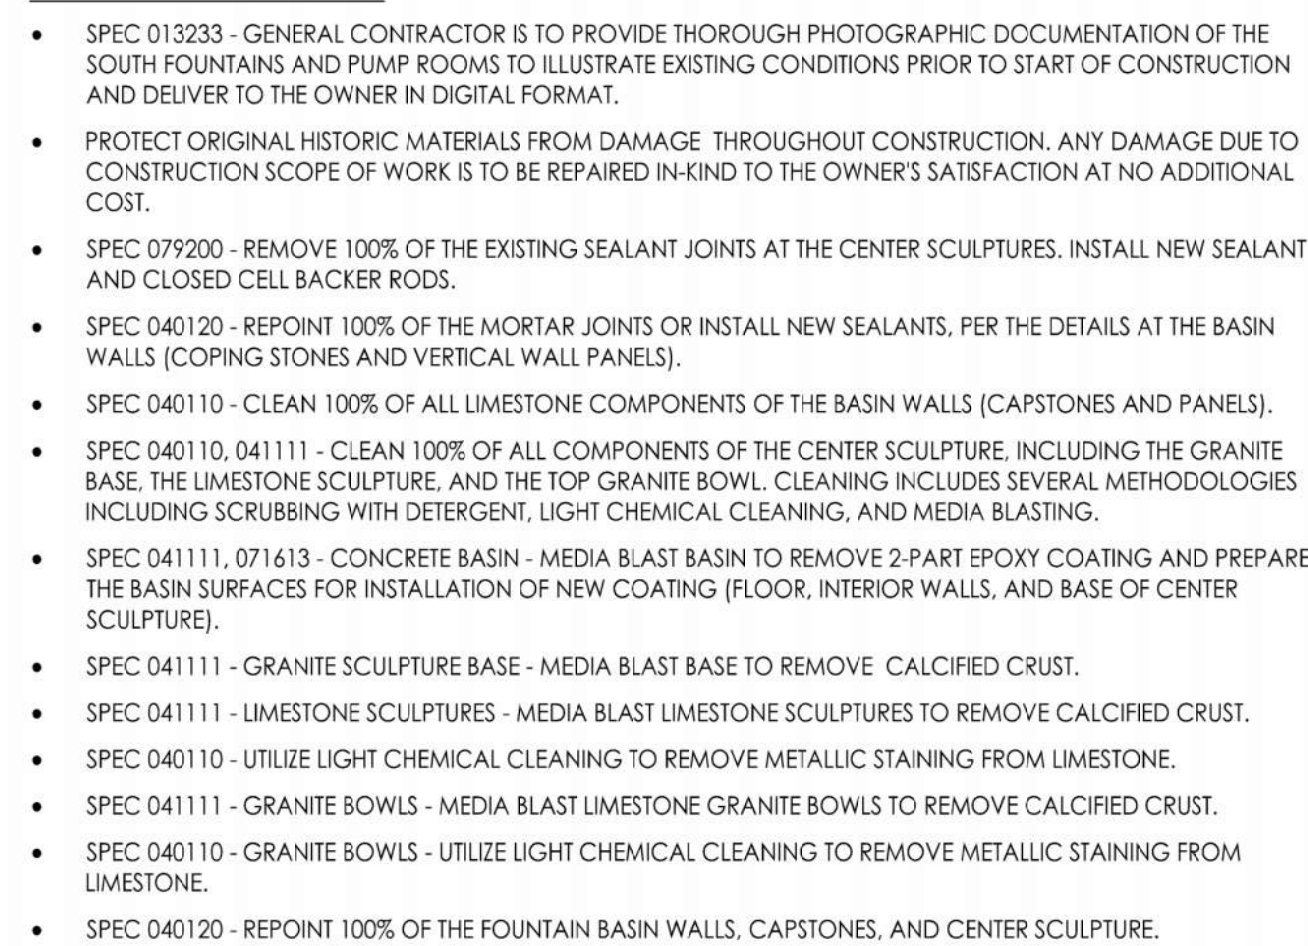 • SPEC 013233 - GENERAL CONTRACTOR IS TO PROVIDE THOROUGH PHOTOGRAPHIC DOCUMENTATION OF THE
SOUTH FOUNTAINS AND PUMP ROOMS TO ILLUSTRATE EXISTING CONDITIONS PRIOR TO START OF CONSTRUCTION
AND DELIVER TO THE OWNER IN DIGITAL FORMAT.
• PROTECT ORIGINAL HISTORIC MATERIALS FROM DAMAGE THROUGHOUT CONSTRUCTION. ANY DAMAGE DUE TO
CONSTRUCTION SCOPE OF WORK IS TO BE REPAIRED IN-KIND TO THE OWNER'S SATISFACTION AT NO ADDITIONAL
COST.
• SPEC 079200 - REMOVE 100% OF THE EXISTING SEALANT JOINTS AT THE CENTER SCULPTURES. INSTALL NEW SEALANT
AND CLOSED CELL BACKER RODS.
• SPEC 040120 - REPOINT 100% OF THE MORTAR JOINTS OR INSTALL NEW SEALANTS, PER THE DETAILS AT THE BASIN
WALLS (COPING STONES AND VERTICAL WALL PANELS).
• SPEC 040110 - CLEAN 100% OF ALL LIMESTONE COMPONENTS OF THE BASIN WALLS (CAPSTONES AND PANELS).
• SPEC 040110, 041111 - CLEAN 100% OF ALL COMPONENTS OF THE CENTER SCULPTURE, INCLUDING THE GRANITE
BASE, THE LIMESTONE SCULPTURE, AND THE TOP GRANITE BOWL. CLEANING INCLUDES SEVERAL METHODOLOGIES
INCLUDING SCRUBBING WITH DETERGENT, LIGHT CHEMICAL CLEANING, AND MEDIA BLASTING.
• SPEC 041111, 071613 - CONCRETE BASIN - MEDIA BLAST BASIN TO REMOVE 2-PART EPOXY COATING AND PREPARE
THE BASIN SURFACES FOR INSTALLATION OF NEW COATING (FLOOR, INTERIOR WALLS, AND BASE OF CENTER
SCULPTURE).
• SPEC 041111 - GRANITE SCULPTURE BASE - MEDIA BLAST BASE TO REMOVE CALCIFIED CRUST.
• SPEC 041111 - LIMESTONE SCULPTURES - MEDIA BLAST LIMESTONE SCULPTURES TO REMOVE CALCIFIED CRUST.
• SPEC 040110 - UTILIZE LIGHT CHEMICAL CLEANING TO REMOVE METALLIC STAINING FROM LIMESTONE.
• SPEC 041111 - GRANITE BOWLS - MEDIA BLAST LIMESTONE GRANITE BOWLS TO REMOVE CALCIFIED CRUST.
• SPEC 040110 - GRANITE BOWLS - UTILIZE LIGHT CHEMICAL CLEANING TO REMOVE METALLIC STAINING FROM
LIMESTONE.
• SPEC 040120 - REPOINT 100% OF THE FOUNTAIN BASIN WALLS, CAPSTONES, AND CENTER SCULPTURE.